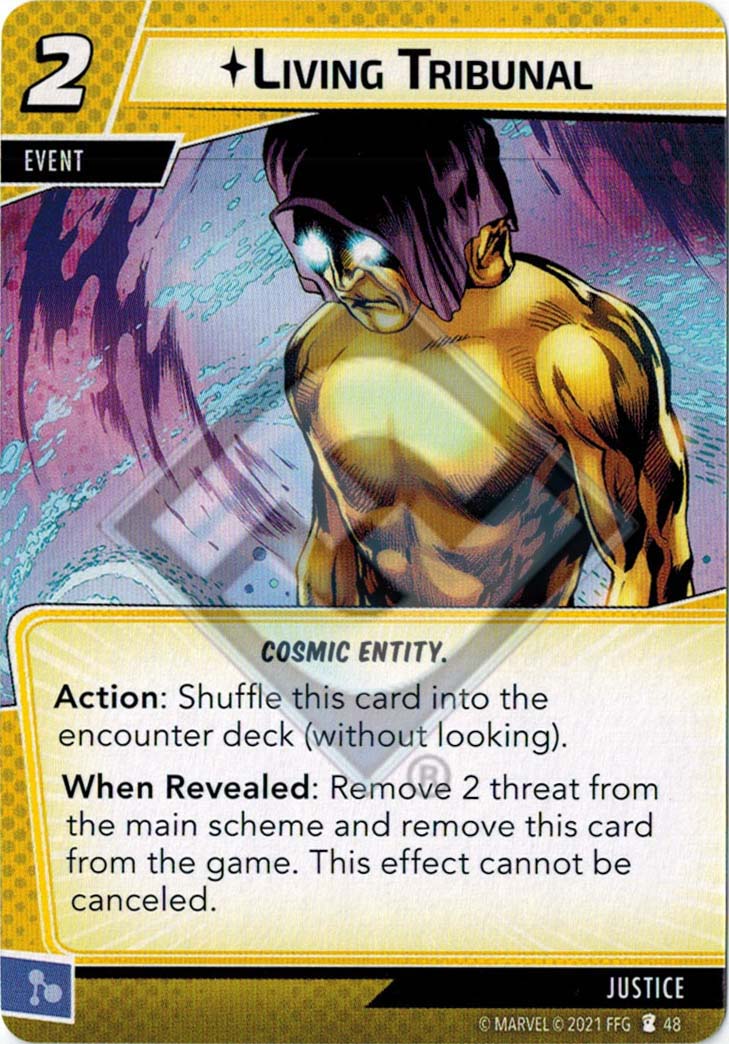 2
LIVING TRIBUNAL
EVENT
COSMIC ENTITY.
Action: Shuffle this card into the
encounter deck (without looking).
When Revealed: Remove 2 threat from
the main scheme and remove this card
from the game. This effect cannot be
canceled.
JUSTICE
© MARVEL © 2021 FFG 48
®